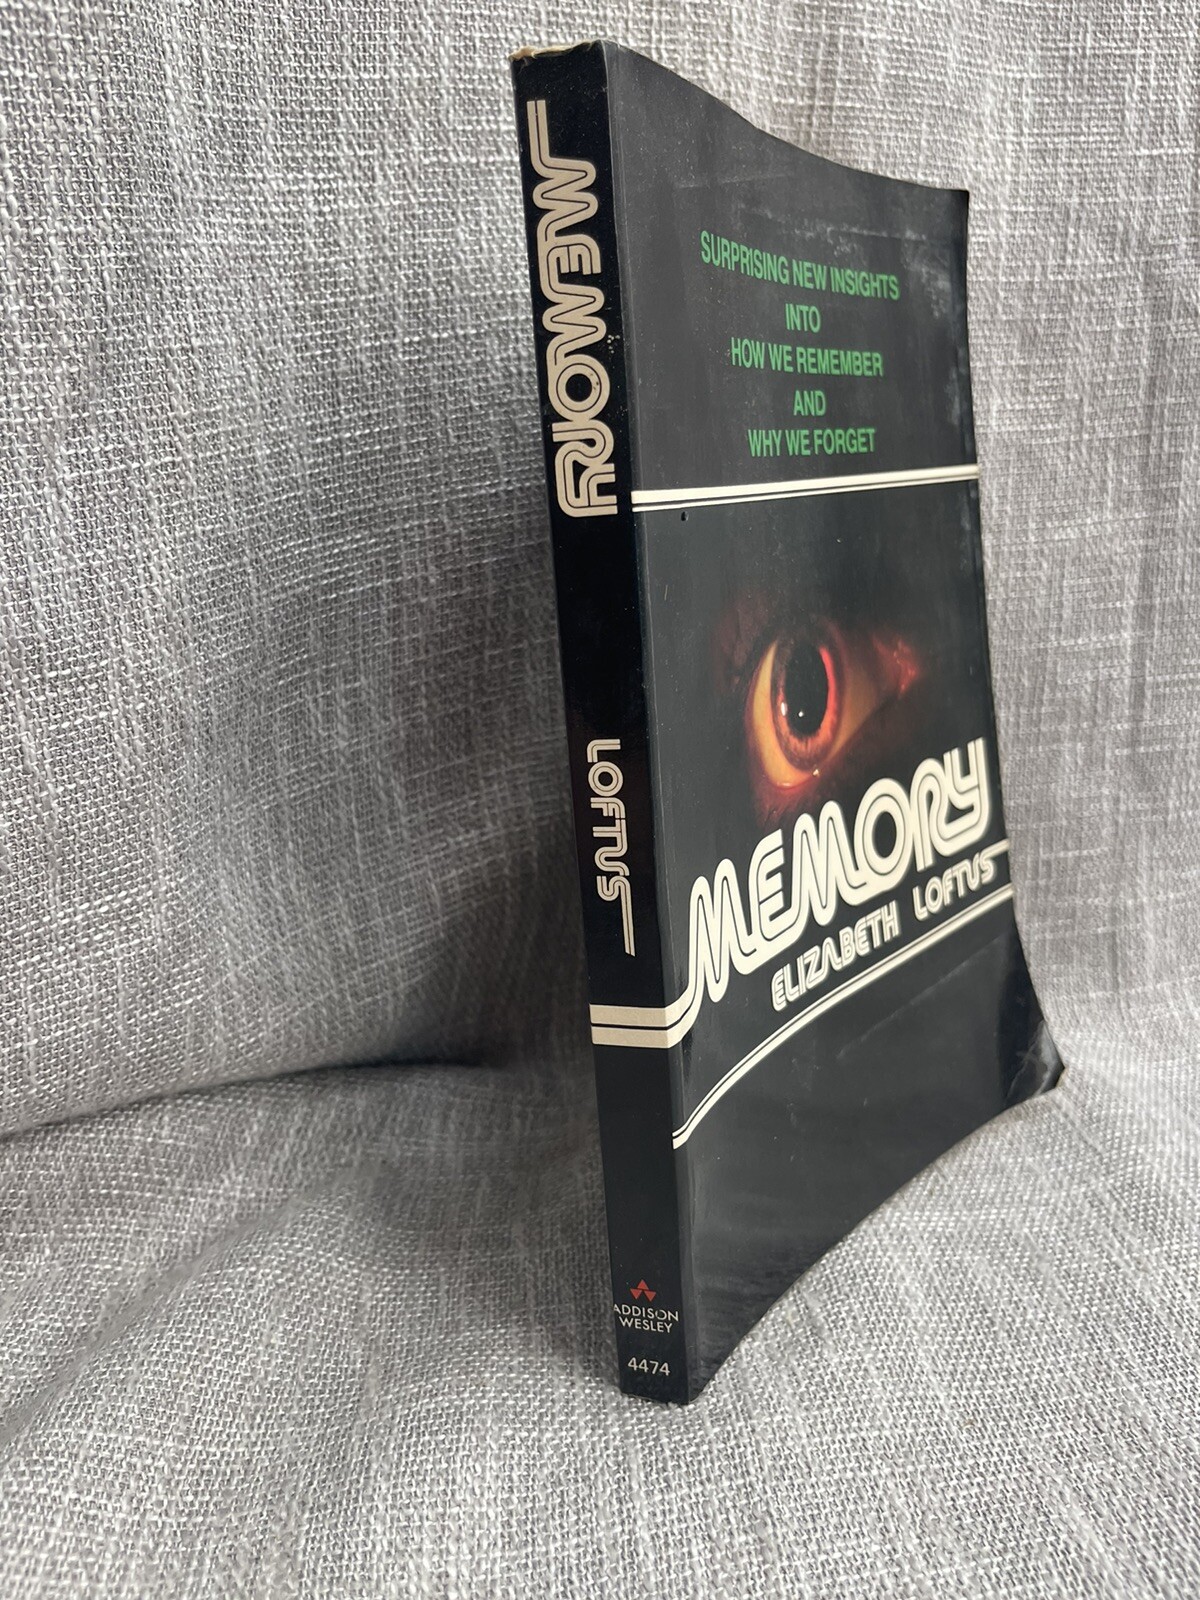 MEMORY
LOFTUS
ADDISON
WESLEY
4474
SURPRISING NEW INSIGHTS
INTO
HOW WE REMEMBER
AND
WHY WE FORGET
MEMORY
ELIZABETH LOFTUS